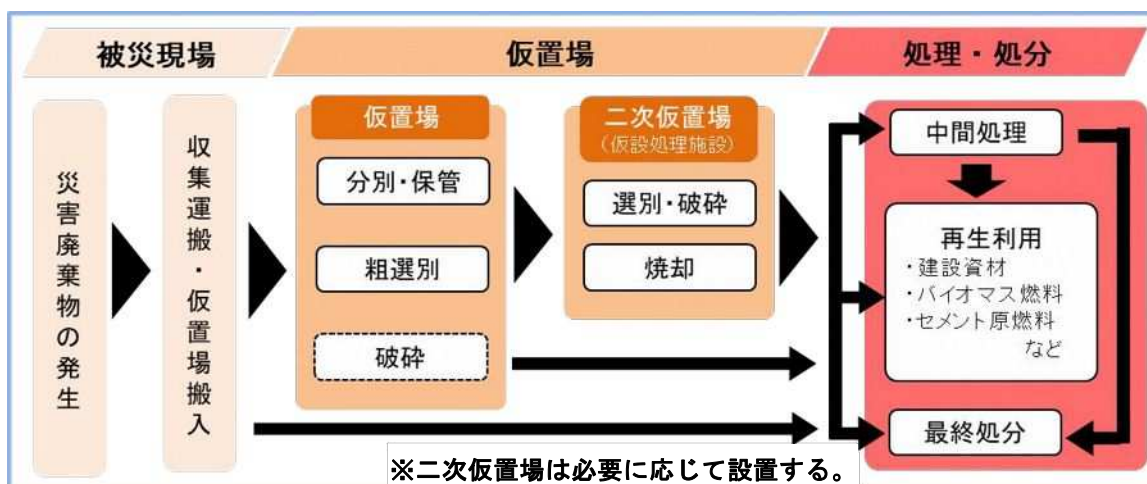 被災現場
仮置場
処理・処分
災害廃棄物の発生
収集運搬・仮置場搬入
仮置場
分別・保管
粗選別
破砕
二次仮置場
(仮設処理施設)
選別・破砕
焼却
中間処理
再生利用
・建設資材
・バイオマス燃料
・セメント原燃料
など
最終処分
※二次仮置場は必要に応じて設置する。